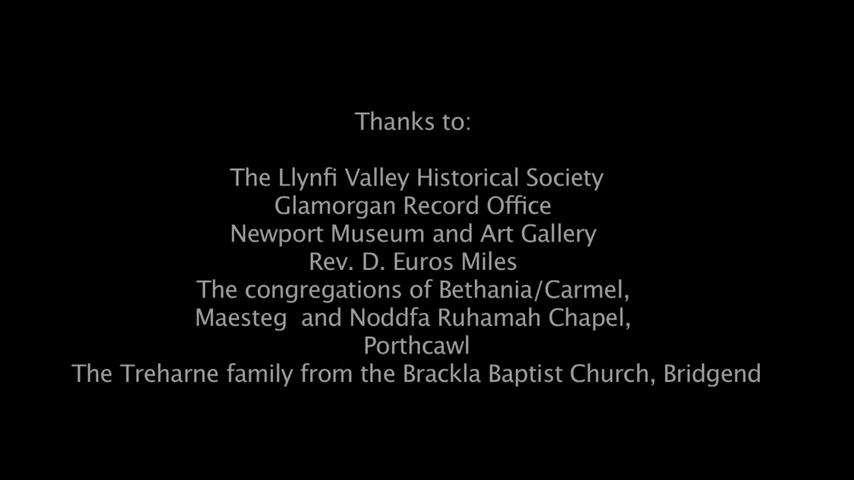 Thanks to:
The Llynfi Valley Historical Society
Glamorgan Record Office
Newport Museum and Art Gallery
Rev. D. Euros Miles
The congregations of Bethania/Carmel,
Maesteg  and Noddfa Ruhamah Chapel,
Porthcawl
The Treharne family from the Brackla Baptist Church, Bridgend